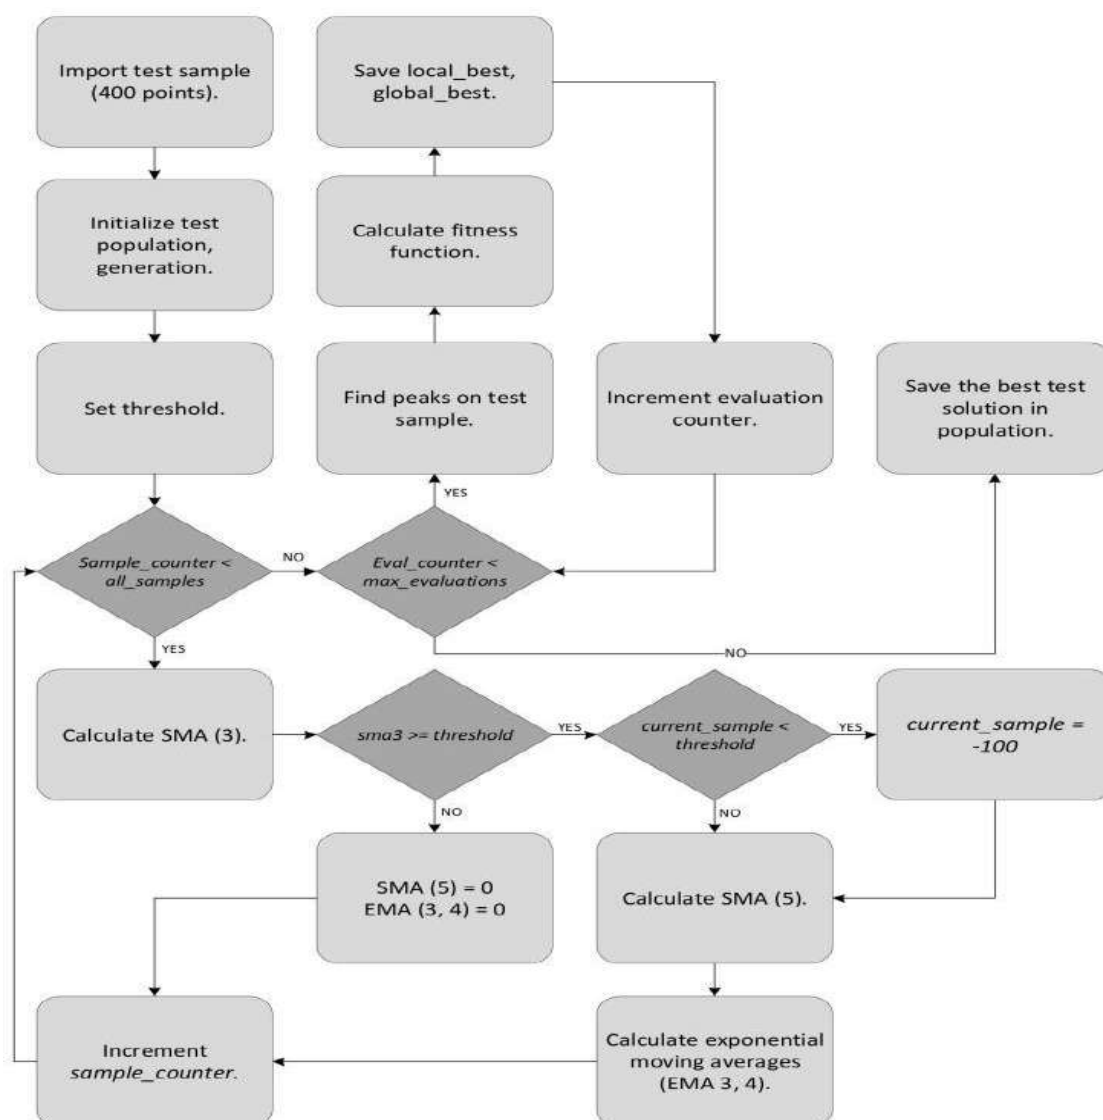 Import test sample
(400 points).
Save local_best,
global_best.
Initialize test
population,
generation.
Calculate fitness
function.
Set threshold.
Find peaks on test
sample.
Increment evaluation
counter.
Save the best test
solution in
population.
YES
Sample_counter <
all_samples
NO
Eval_counter <
max_evaluations
YES
NO
Calculate SMA (3).
sma3 >= threshold
YES
current_sample <
threshold
YES
current_sample =
-100
NO
NO
SMA (5) = 0
EMA (3, 4) = 0
Calculate SMA (5).
Increment
sample_counter.
Calculate exponential
moving averages
(EMA 3, 4).